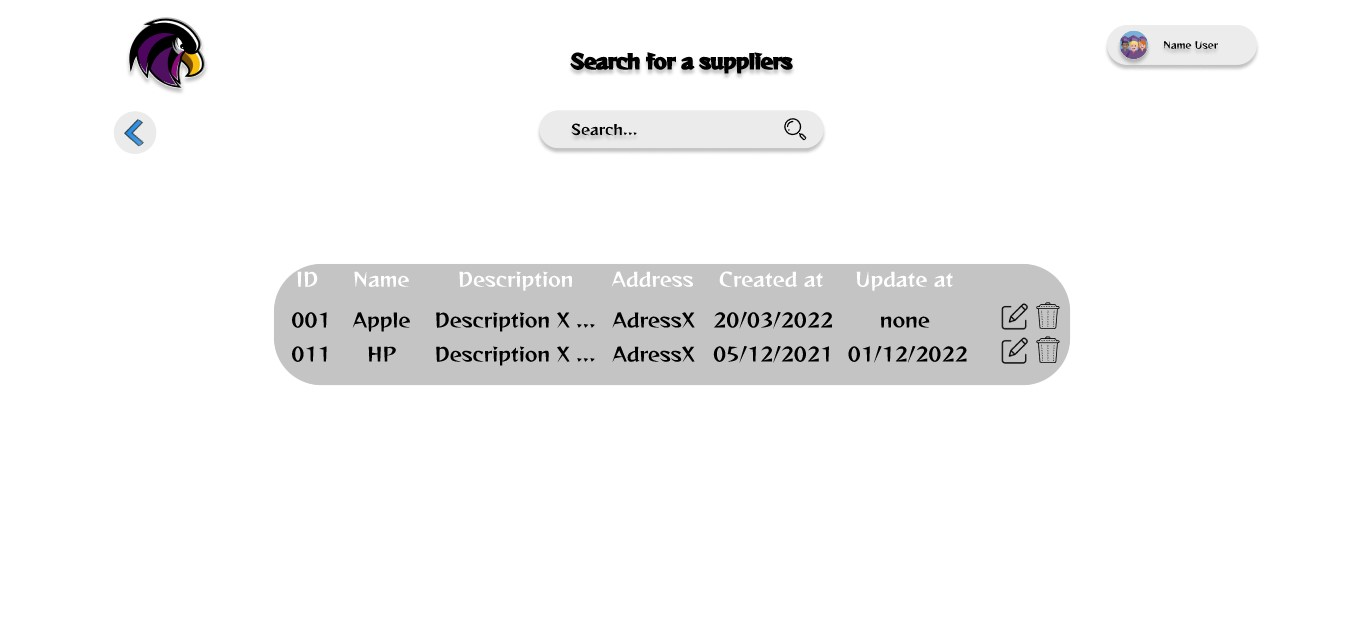 Name User
Search for a suppliers
Search...
ID Name Description Address Created at Update at
001 Apple Description X ... AdressX 20/03/2022 none
011 HP Description X ... AdressX 05/12/2021 01/12/2022